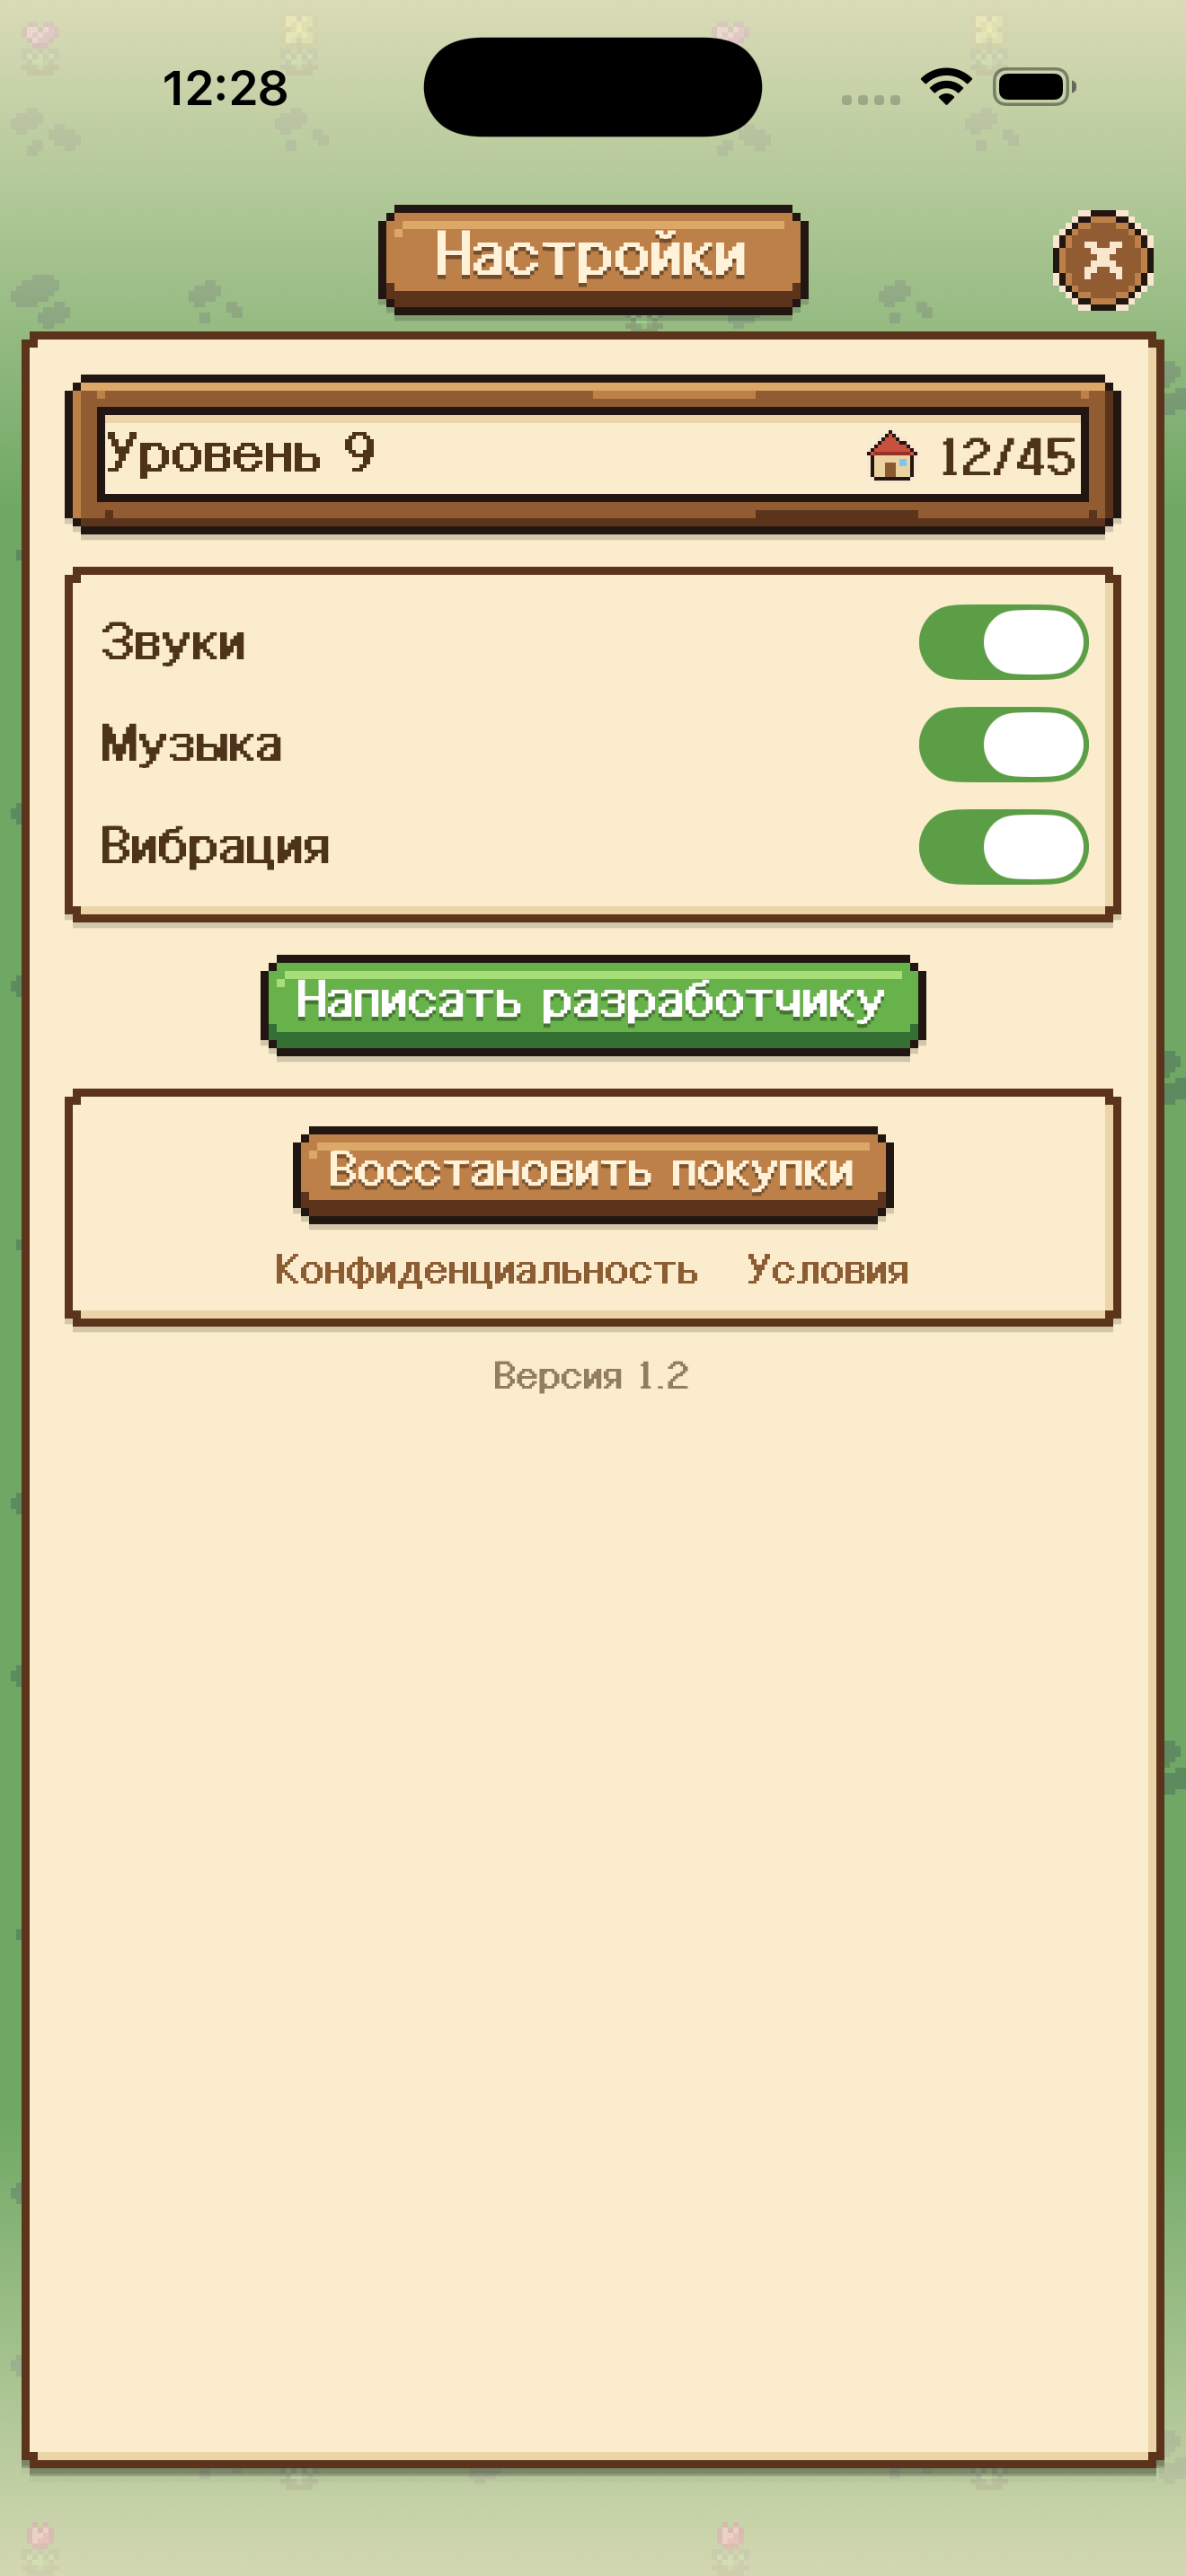 12:28
Настройки
Уровень 9
12/45
Звуки
Музыка
Вибрация
Написать разработчику
Восстановить покупки
Конфиденциальность Условия
Версия 1.2